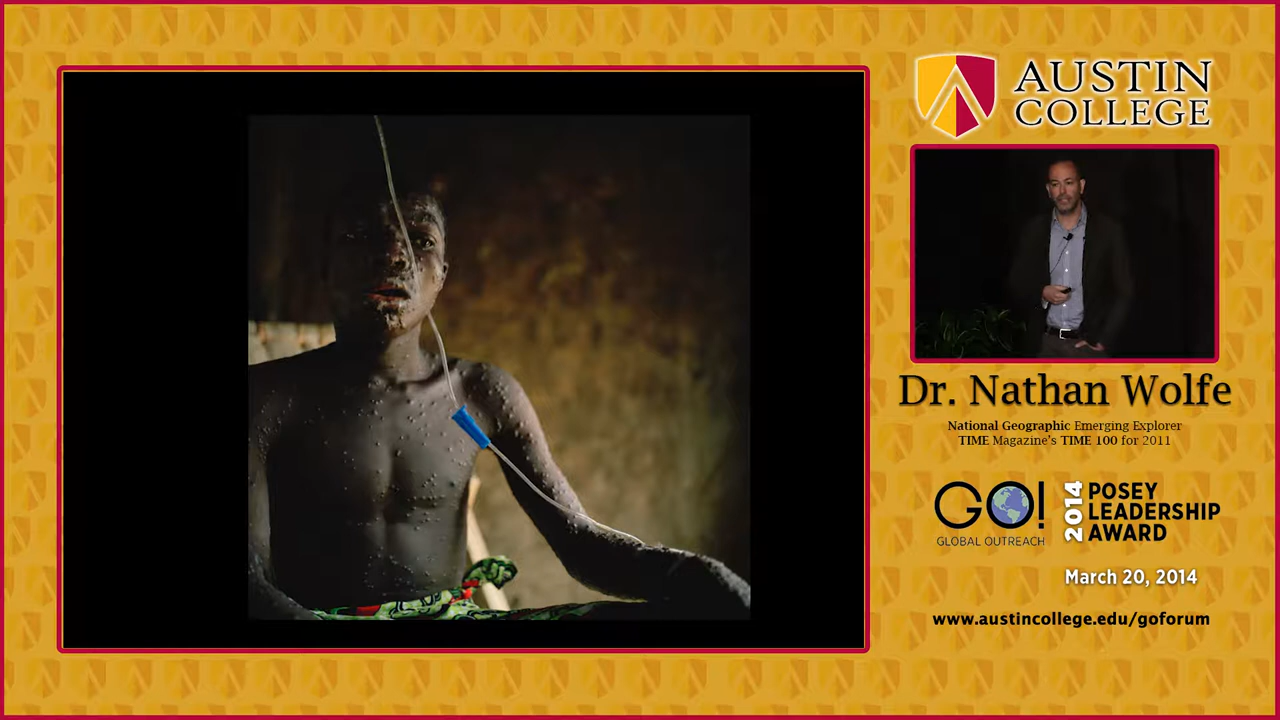 AUSTIN
COLLEGE
Dr. Nathan Wolfe
National Geographic Emerging Explorer
TIME Magazine's TIME 100 for 2011
GO!
GLOBAL OUTREACH
2014
POSEY
LEADERSHIP
AWARD
March 20, 2014
www.austincollege.edu/goforum